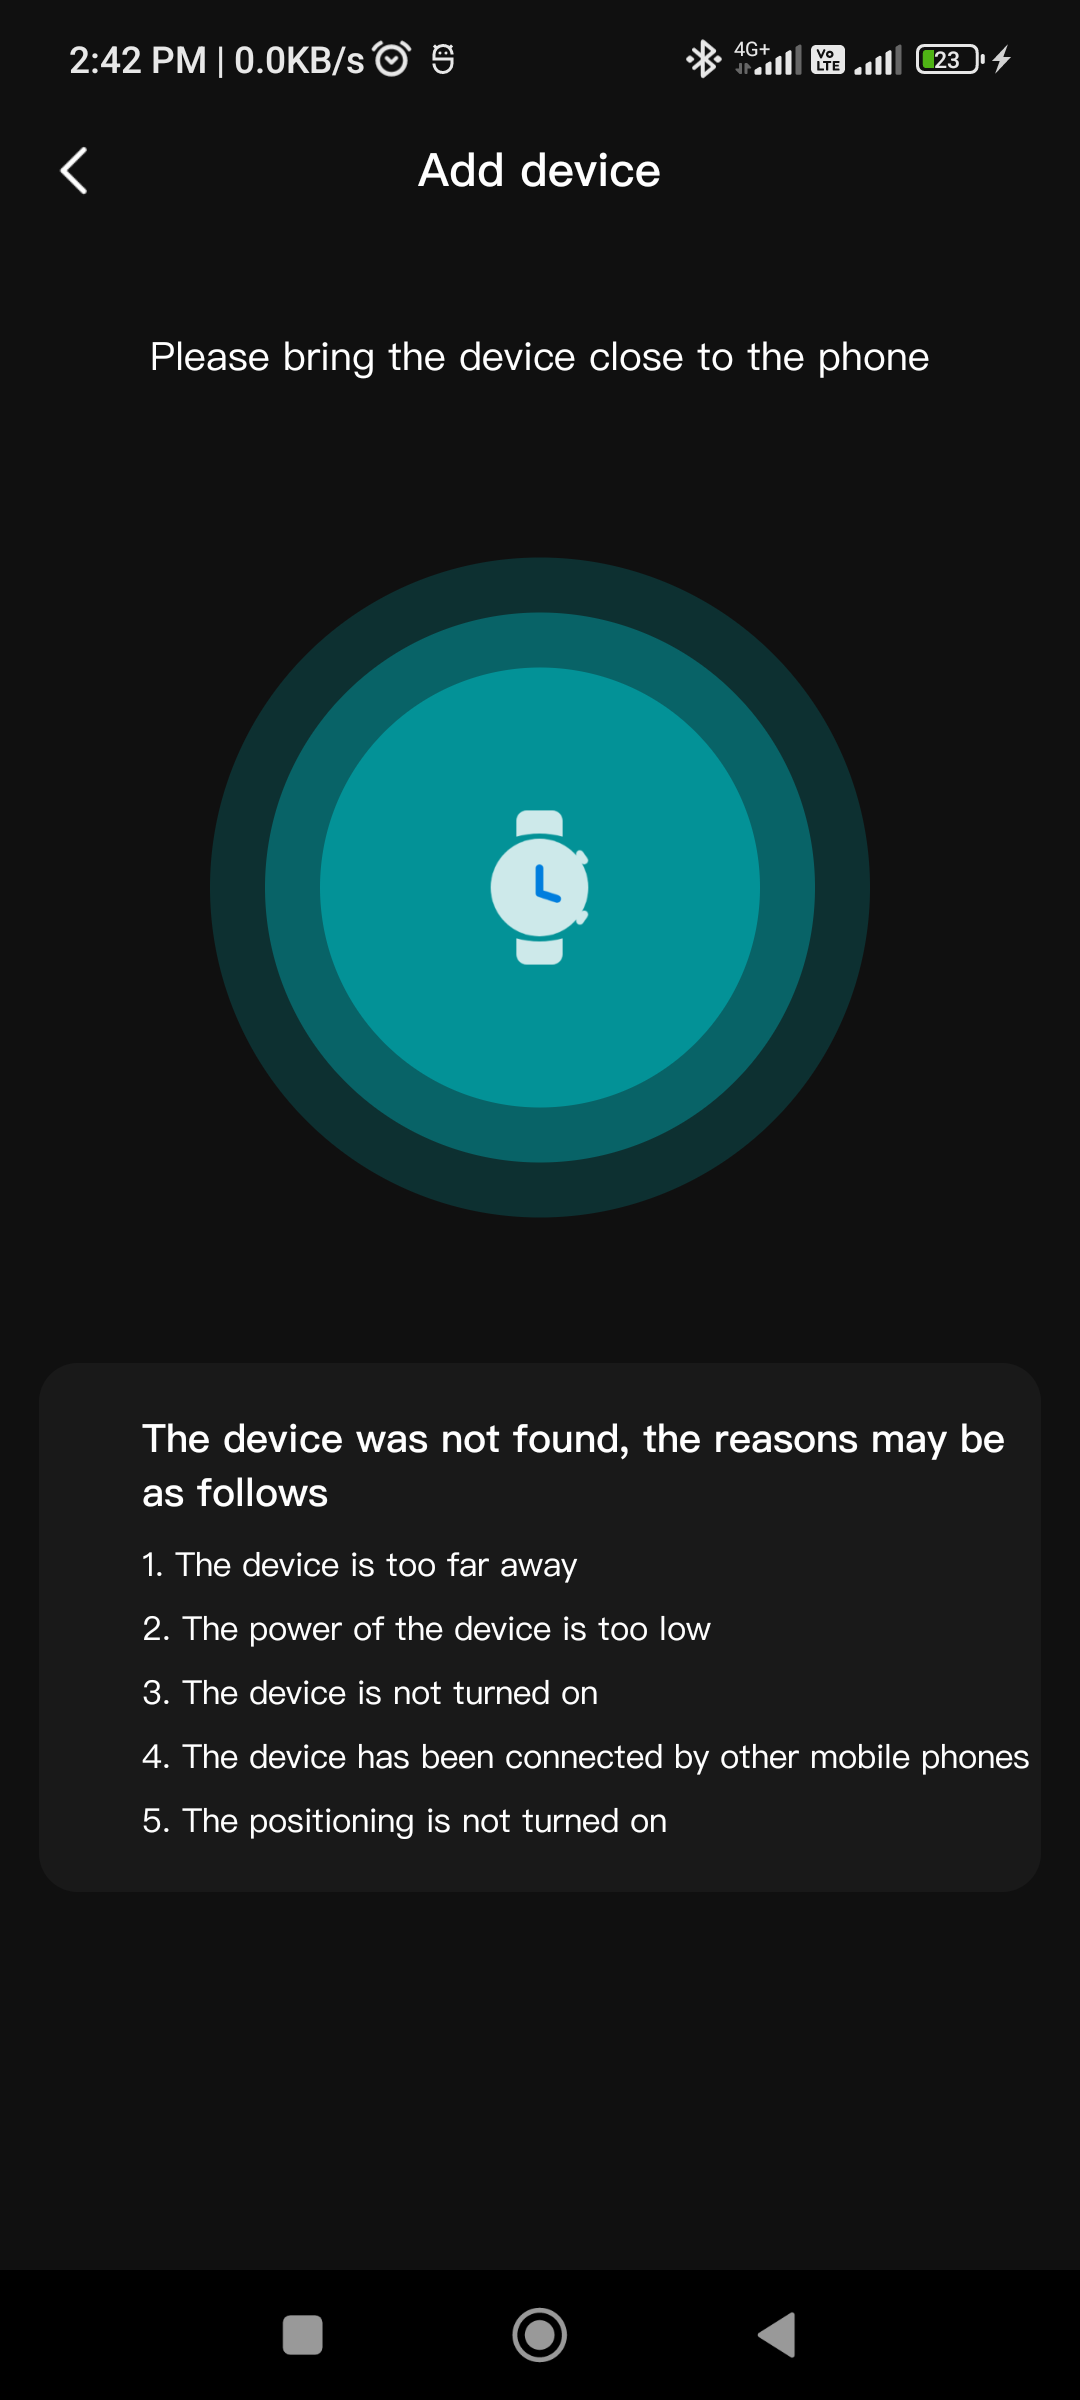 2:42 PM | 0.0KB/s 4G+ Vo LTE 23
Add device
Please bring the device close to the phone
The device was not found, the reasons may be
as follows
1. The device is too far away
2. The power of the device is too low
3. The device is not turned on
4. The device has been connected by other mobile phones
5. The positioning is not turned on